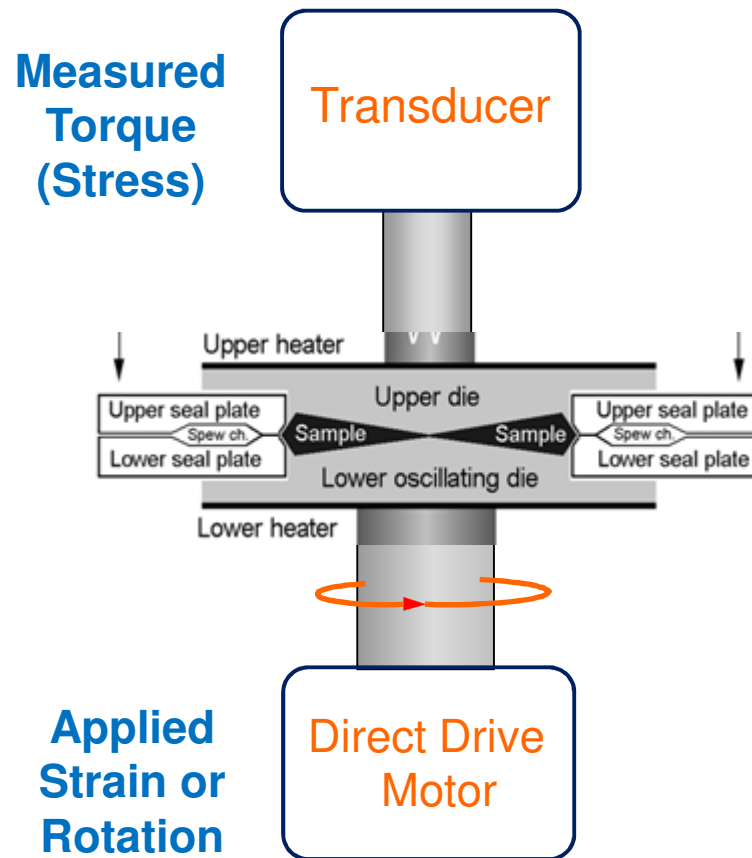 Measured
Torque
(Stress)
Transducer
Upper heater
Upper die
Upper seal plate
Spew ch.
Lower seal plate
Sample
Sample
Upper seal plate
Spew ch.
Lower seal plate
Lower oscillating die
Lower heater
Applied
Strain or
Rotation
Direct Drive
Motor